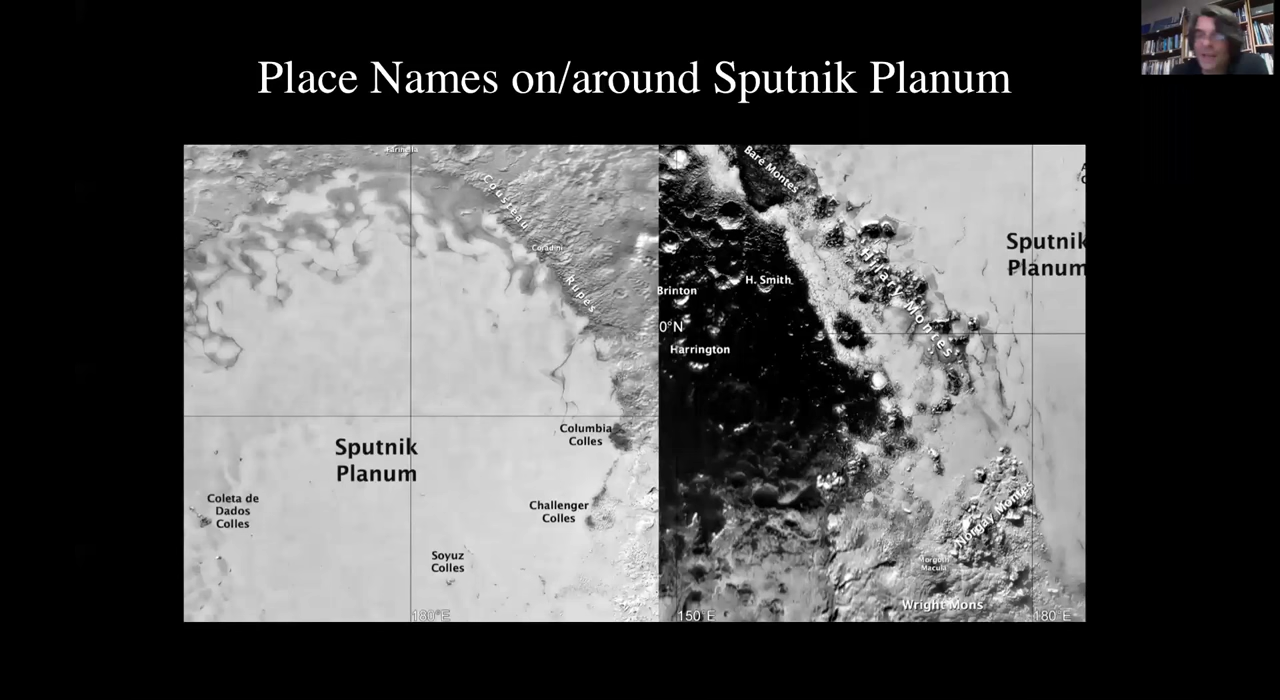 Place Names on/around Sputnik Planum
Farinella
Cousteau
Coradini
Rupes
Columbia
Colles
Sputnik
Planum
Coleta de
Dados
Colles
Challenger
Colles
Soyuz
Colles
180°E
Baré Montes
Sputnik
Planum
H. Smith
Hillary Montes
Brinton
0°N
Harrington
Norgay Montes
Morgoth
Macula
Wright Mons
150°E
180°E